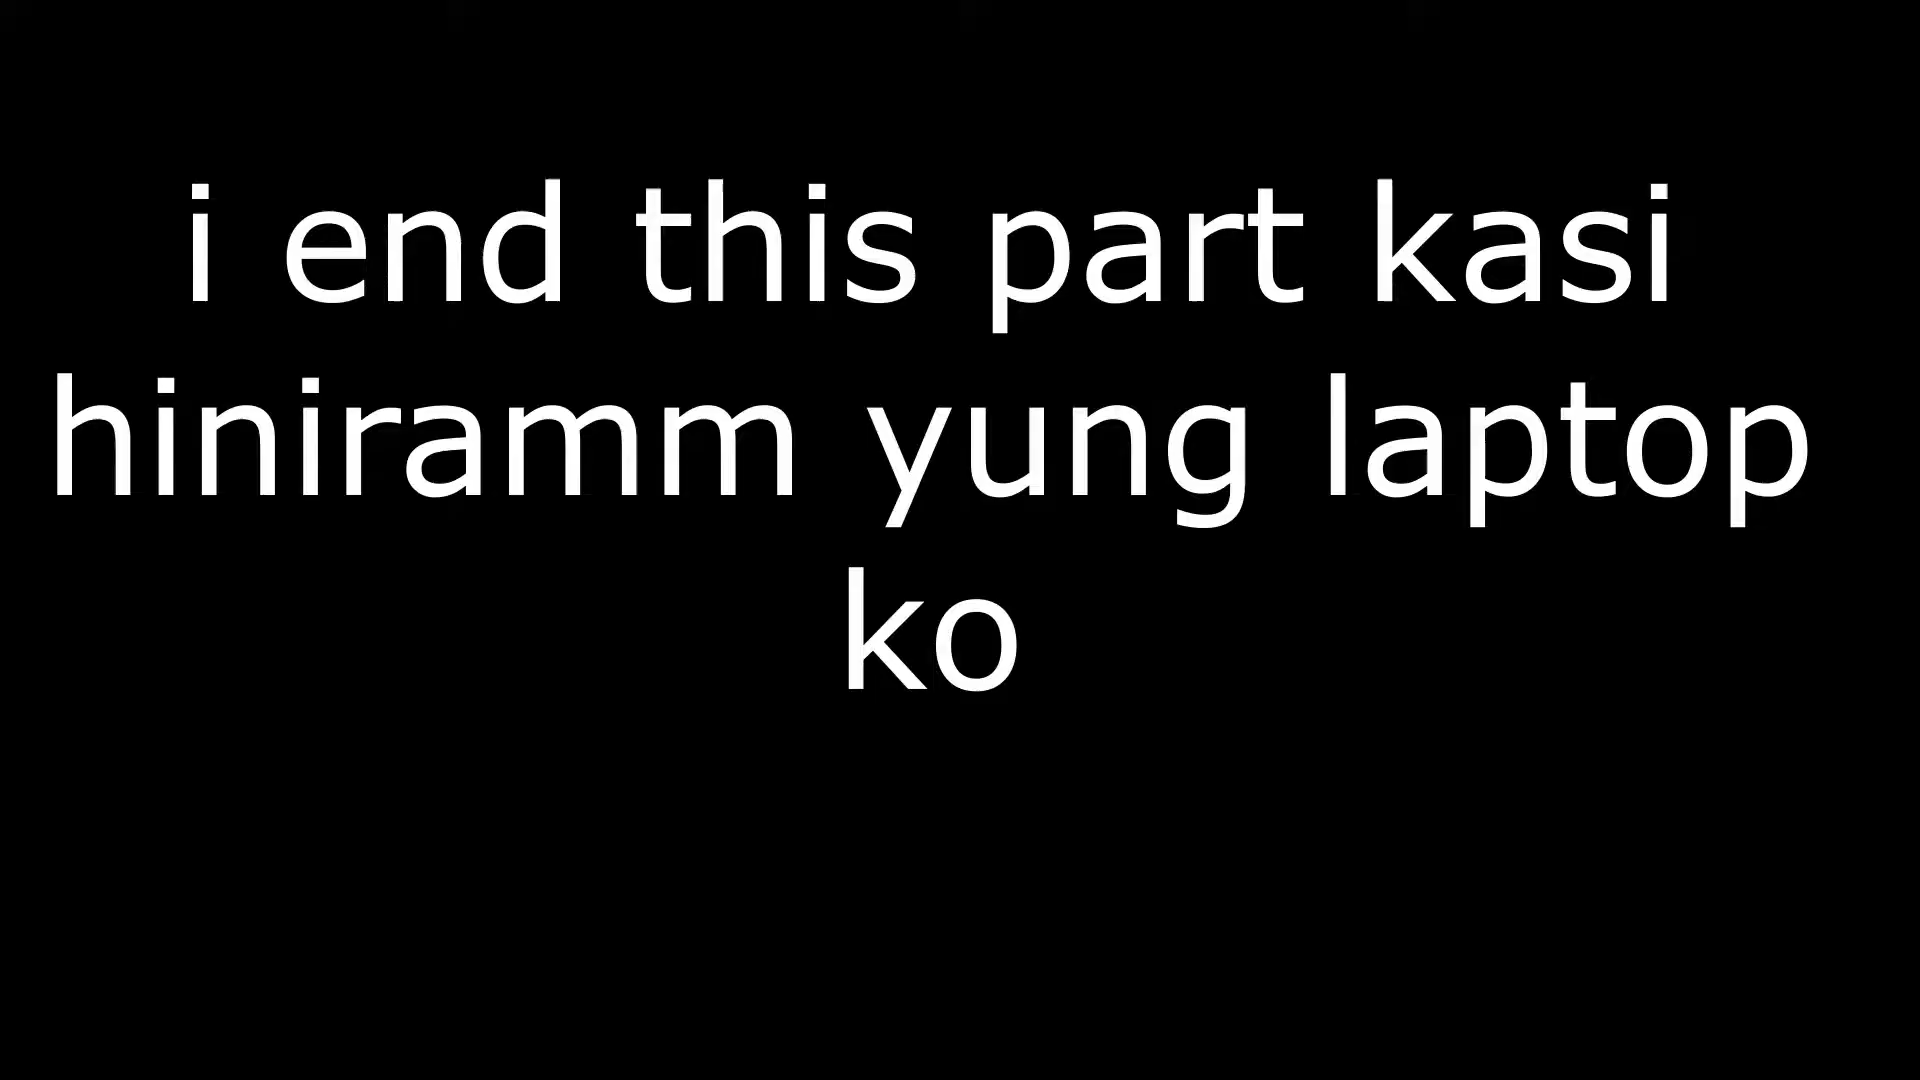 i end this part kasi
hiniramm yung laptop
ko